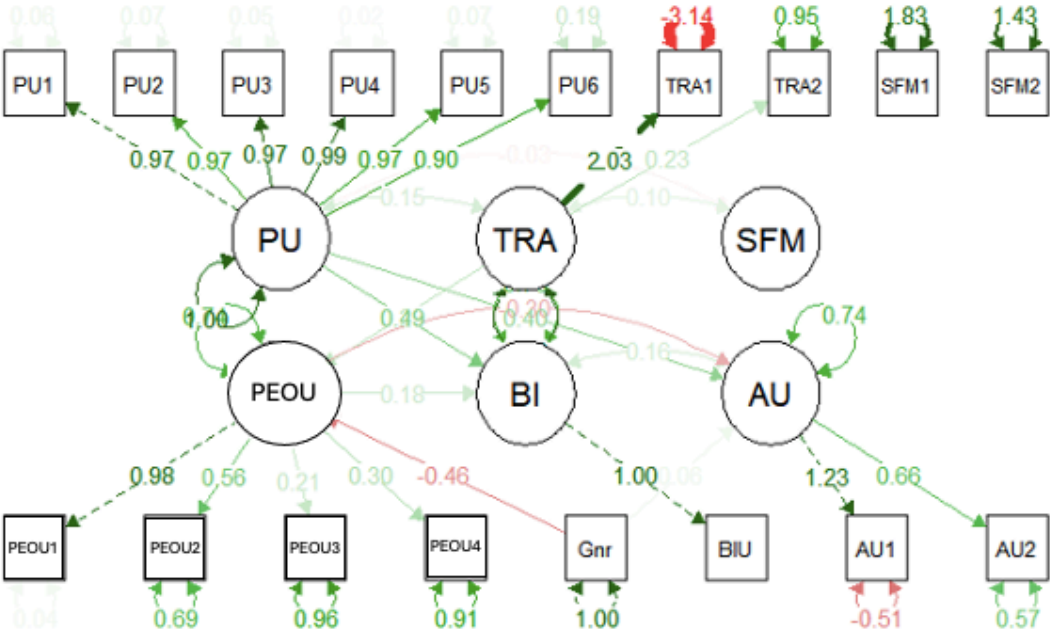 0.06 0.07 0.05 0.02 0.07 0.19 -3.14 0.95 1.83 1.43
PU1 PU2 PU3 PU4 PU5 PU6 TRA1 TRA2 SFM1 SFM2
0.97 0.97 0.97 0.99 0.97 0.90 -0.03 2.03 0.23
0.15 0.10
PU TRA SFM
1.00 0.49 0.40 0.74
0.16
PEOU BI AU
0.18
0.98 0.56 0.21 0.30 -0.46 1.00 0.06 1.23 0.66
PEOU1 PEOU2 PEOU3 PEOU4 Gnr BIU AU1 AU2
0.04 0.69 0.96 0.91 1.00 -0.51 0.57